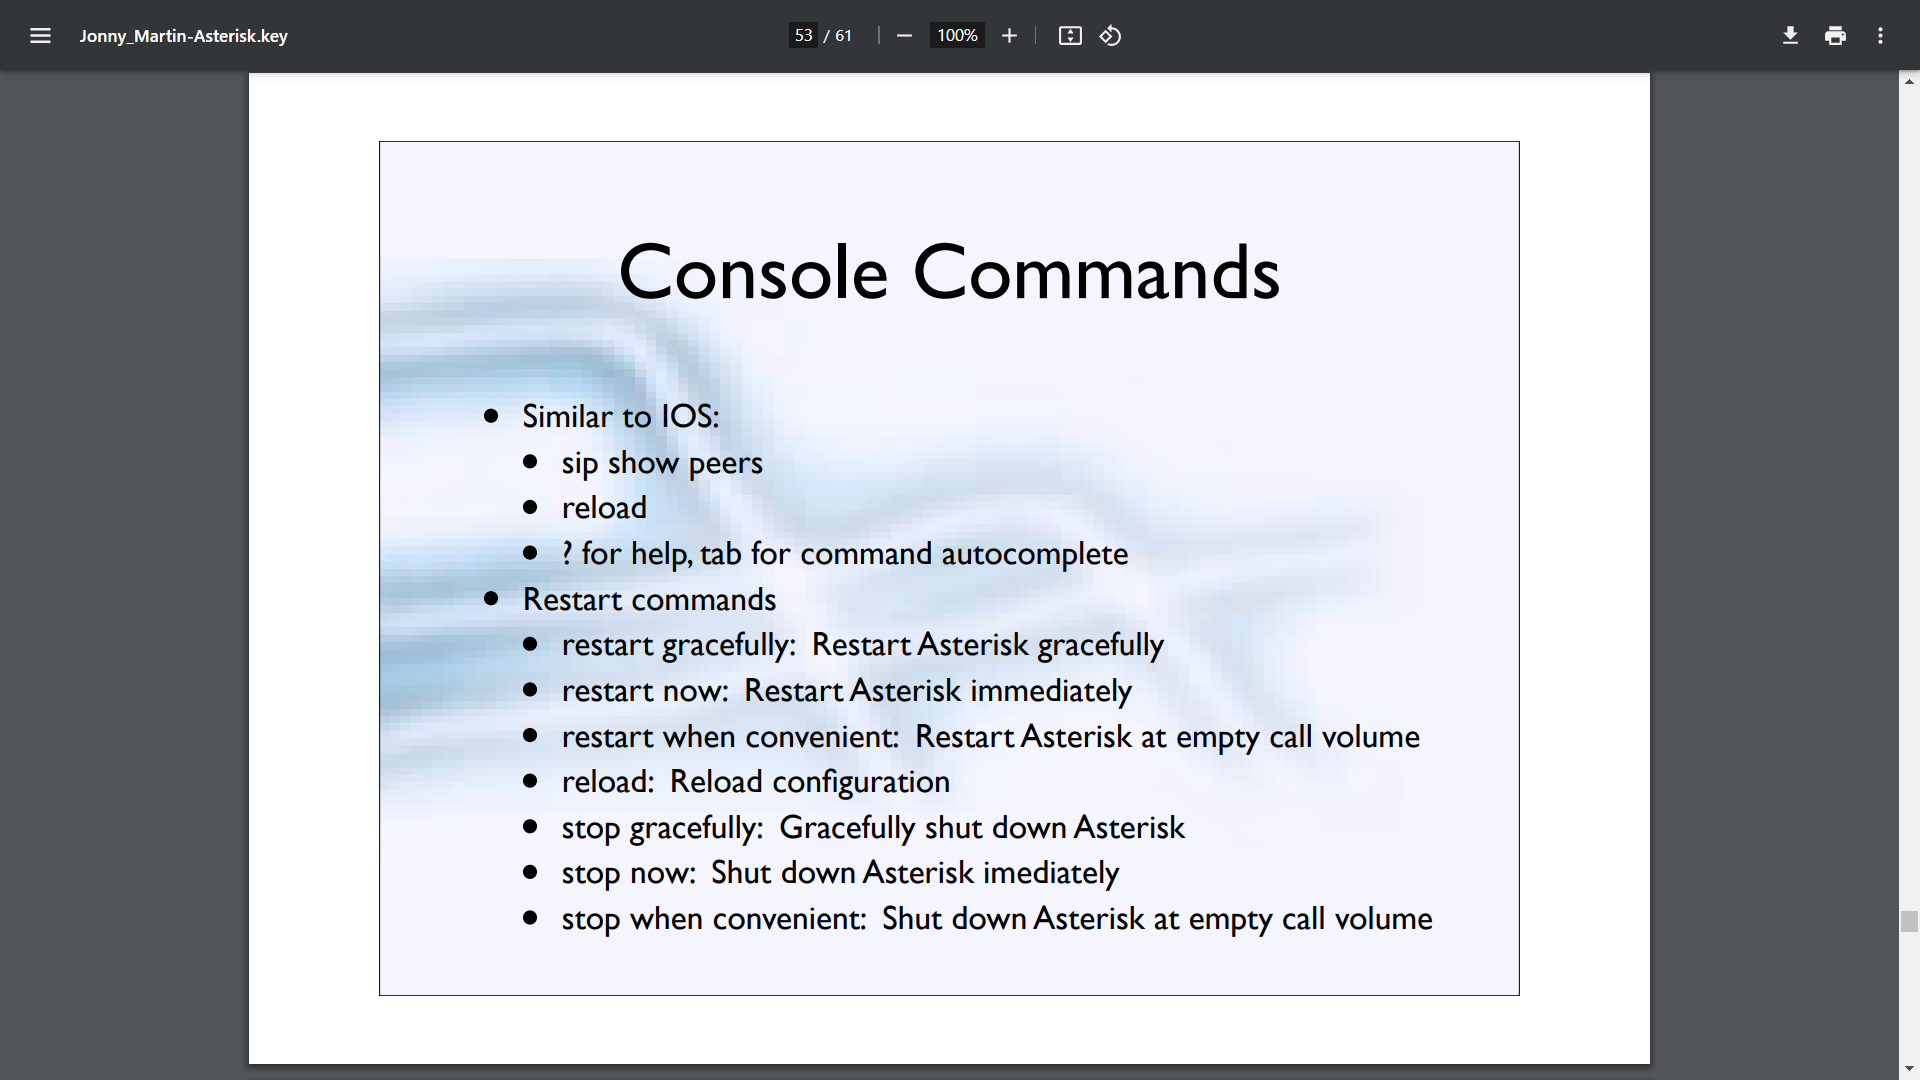 Jonny_Martin-Asterisk.key
53 / 61
100%
Console Commands
Similar to IOS:
sip show peers
reload
? for help, tab for command autocomplete
Restart commands
restart gracefully: Restart Asterisk gracefully
restart now: Restart Asterisk immediately
restart when convenient: Restart Asterisk at empty call volume
reload: Reload configuration
stop gracefully: Gracefully shut down Asterisk
stop now: Shut down Asterisk imediately
stop when convenient: Shut down Asterisk at empty call volume